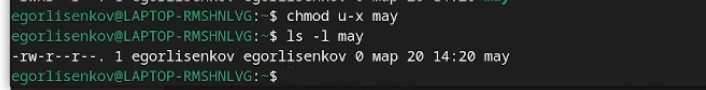 egorlisenkov@LAPTOP-RMSHNLVG:~$ chmod u-x may
egorlisenkov@LAPTOP-RMSHNLVG:~$ ls -l may
-rw-r--r--. 1 egorlisenkov egorlisenkov 0 мар 20 14:20 may
egorlisenkov@LAPTOP-RMSHNLVG:~$